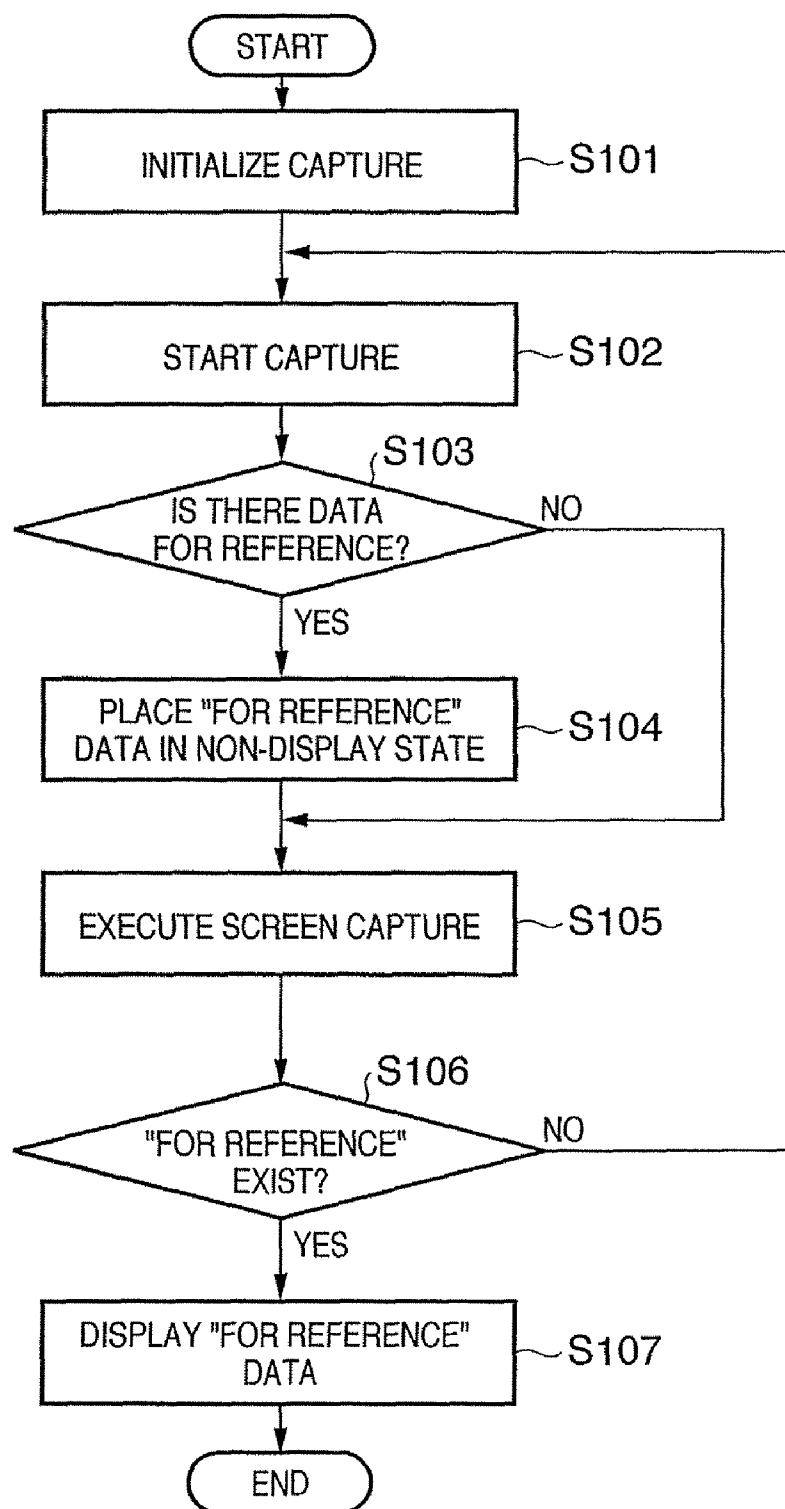 START
INITIALIZE CAPTURE
S101
START CAPTURE
S102
S103
IS THERE DATA
FOR REFERENCE?
NO
YES
PLACE "FOR REFERENCE"
DATA IN NON-DISPLAY STATE
S104
EXECUTE SCREEN CAPTURE
S105
S106
"FOR REFERENCE"
EXIST?
NO
YES
DISPLAY "FOR REFERENCE"
DATA
S107
END